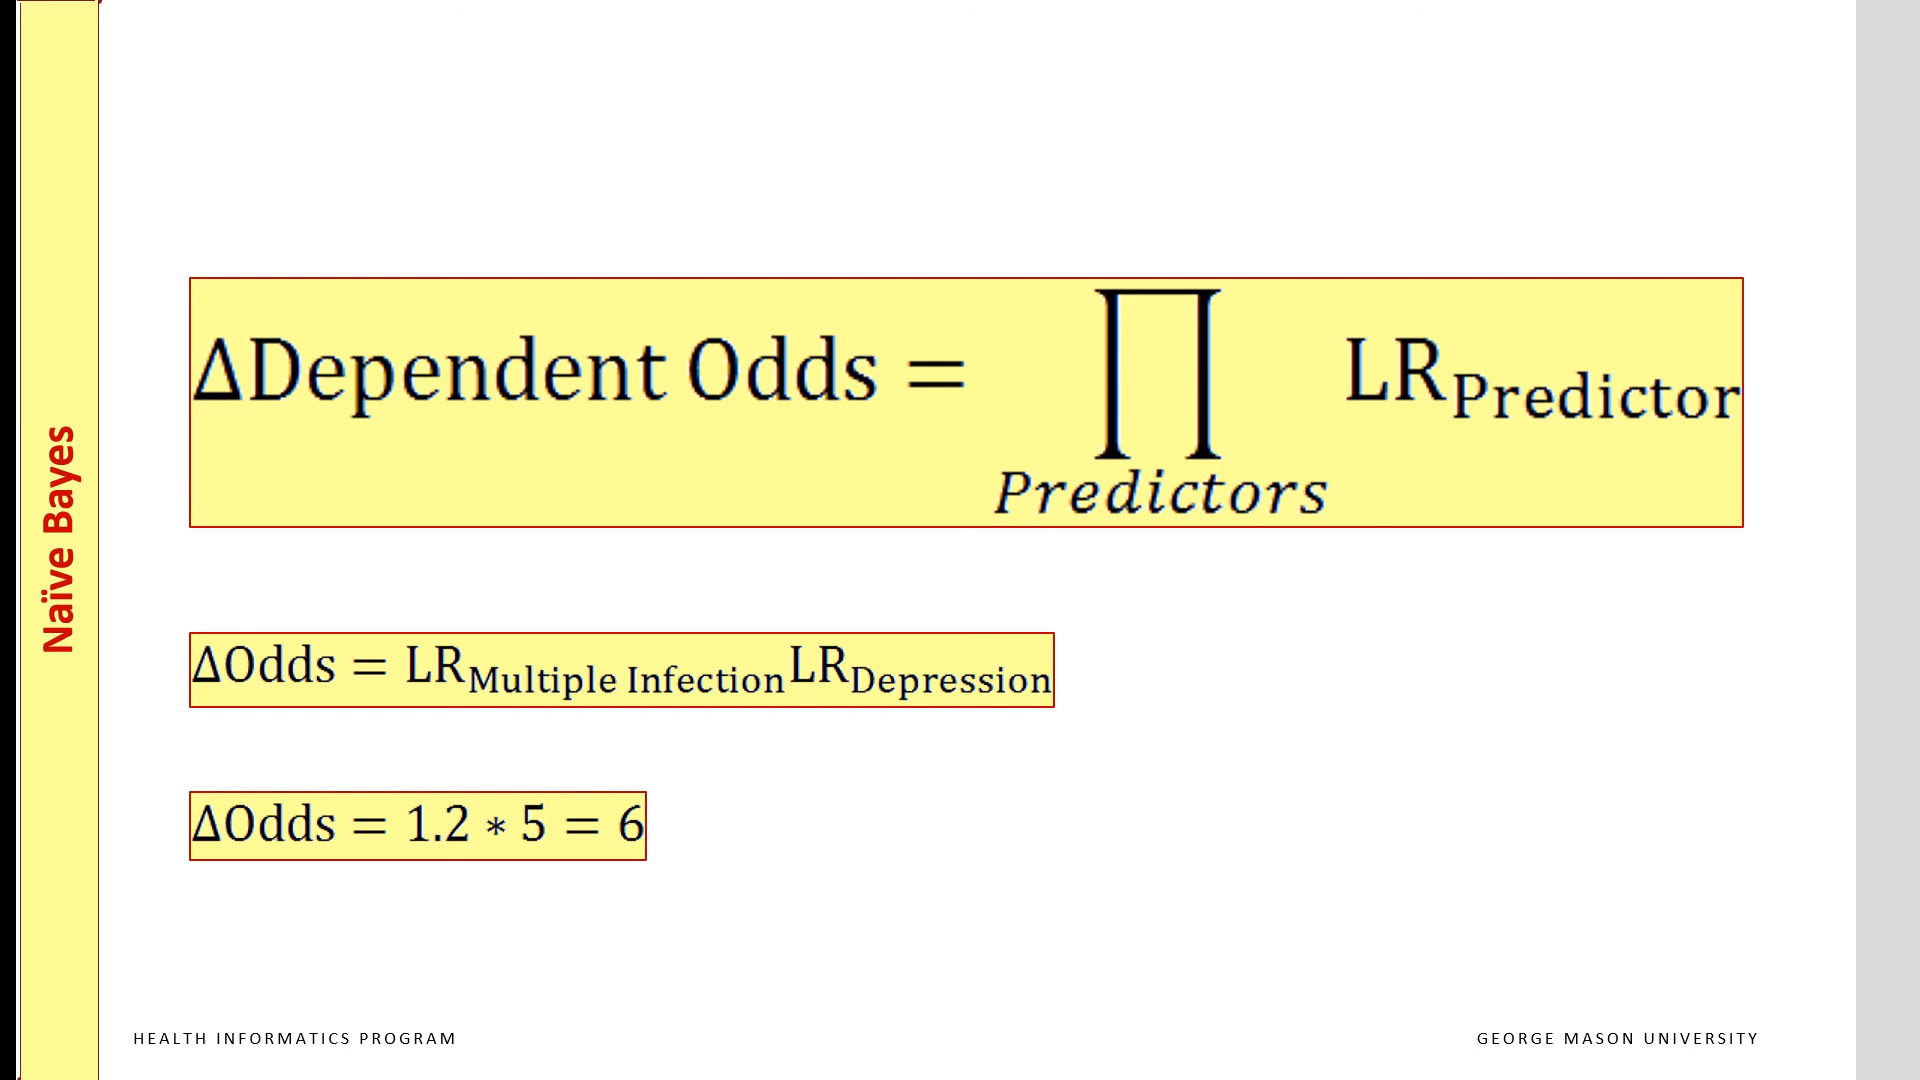 Naïve Bayes
ΔDependent Odds = ∏ LR_Predictor
Predictors
ΔOdds = LR_Multiple Infection LR_Depression
ΔOdds = 1.2 * 5 = 6
HEALTH INFORMATICS PROGRAM
GEORGE MASON UNIVERSITY